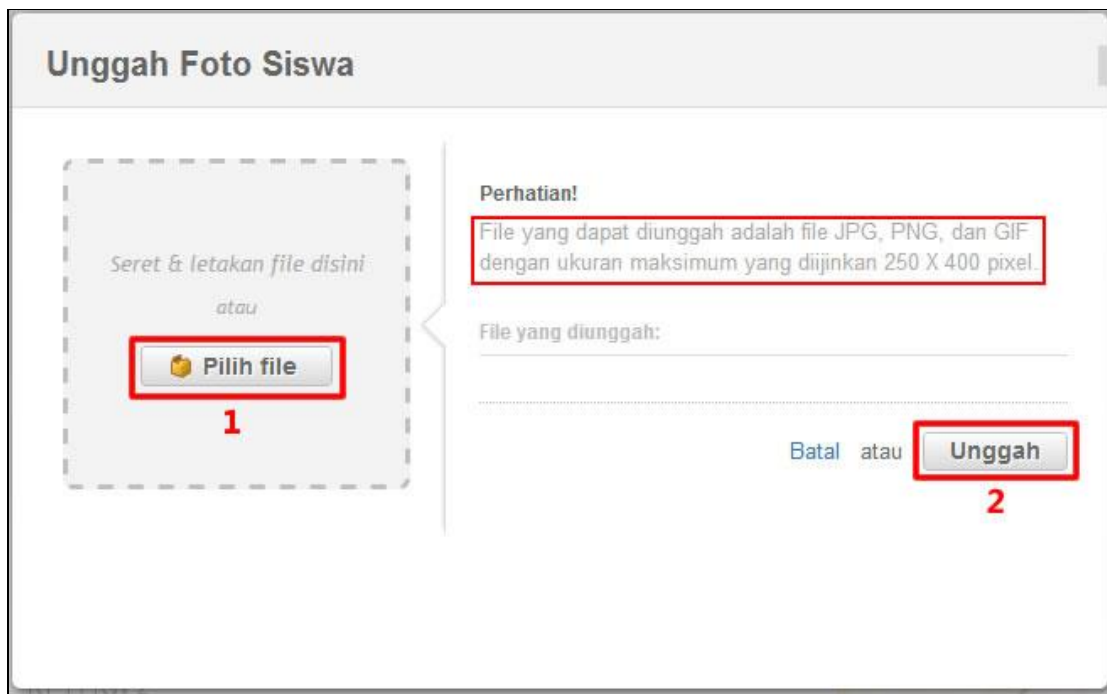 Unggah Foto Siswa
Seret & letakan file disini
atau
Pilih file
1
Perhatian!
File yang dapat diunggah adalah file JPG, PNG, dan GIF
dengan ukuran maksimum yang diijinkan 250 X 400 pixel.
File yang diunggah:
Batal atau Unggah
2